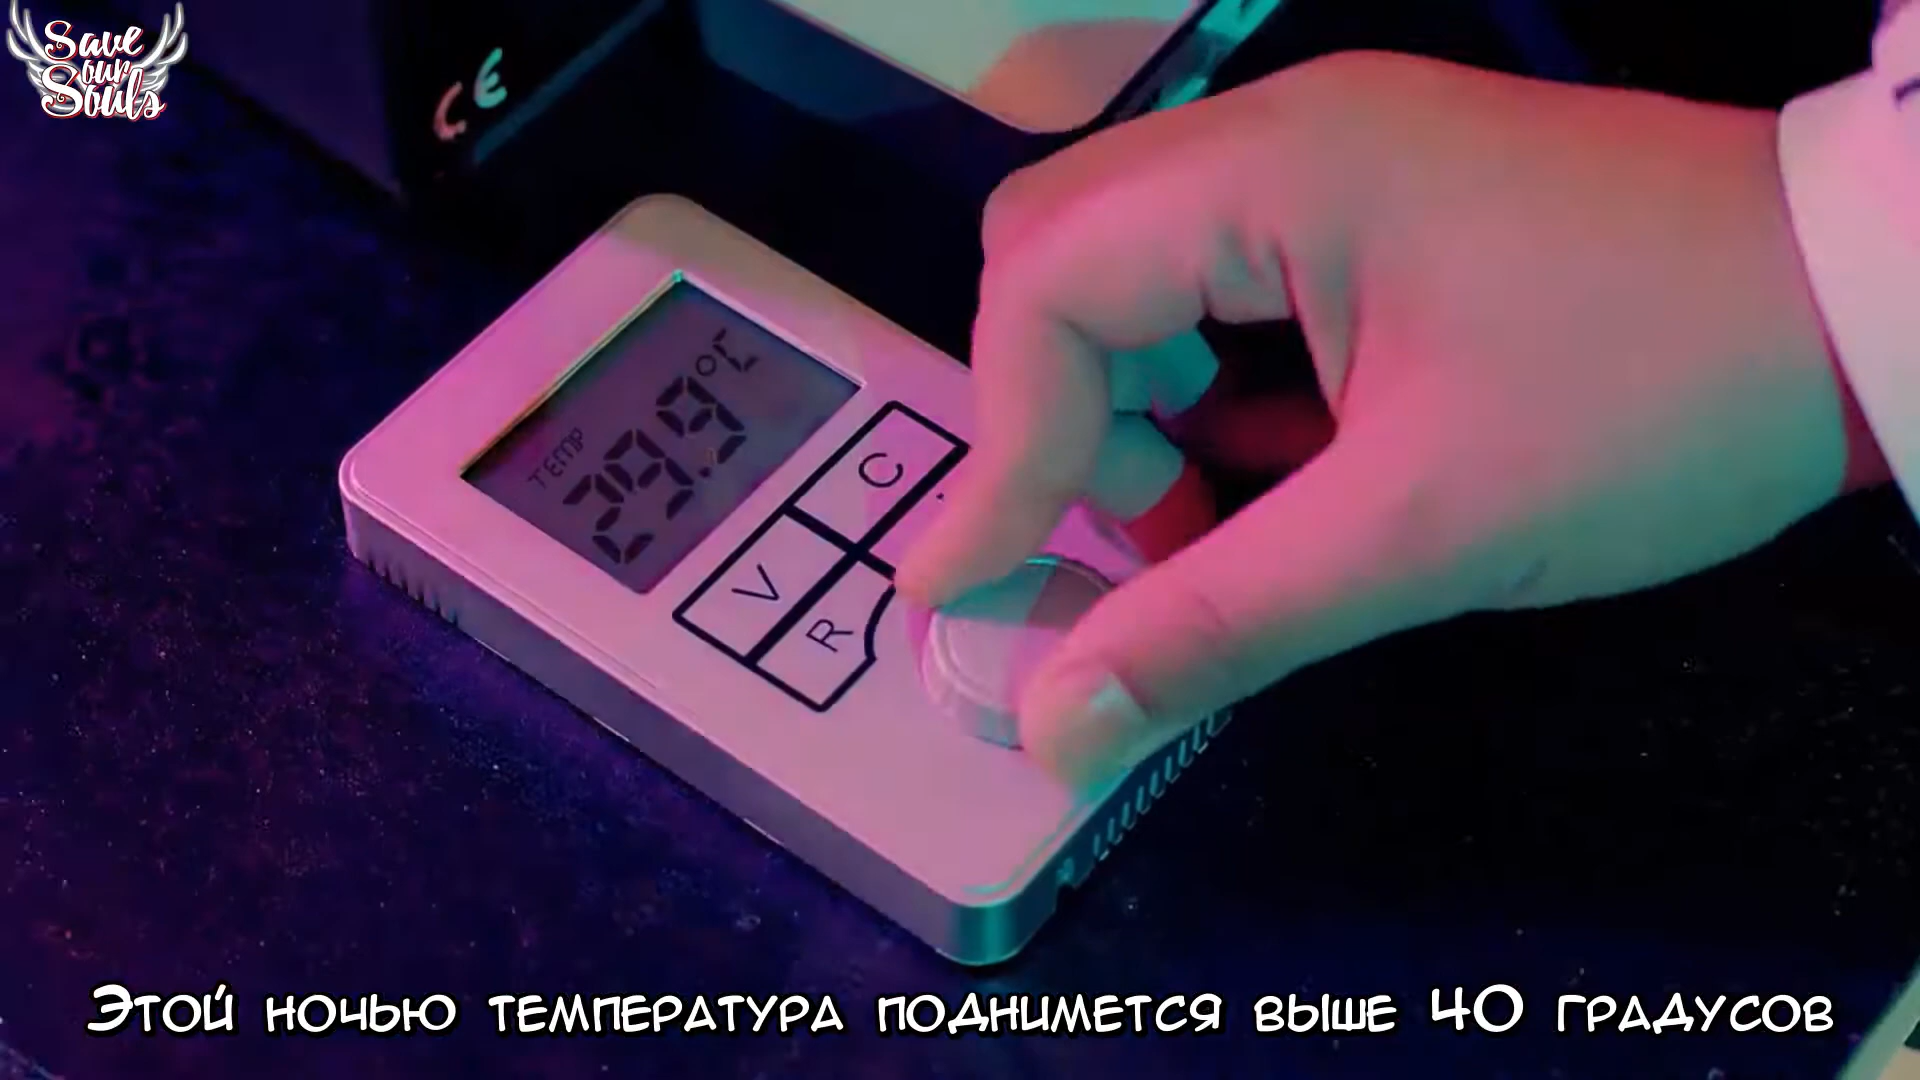 Save
our
Souls
CE
TEMP
29.9°C
C
V
R
Этой ночью температура поднимется выше 40 градусов